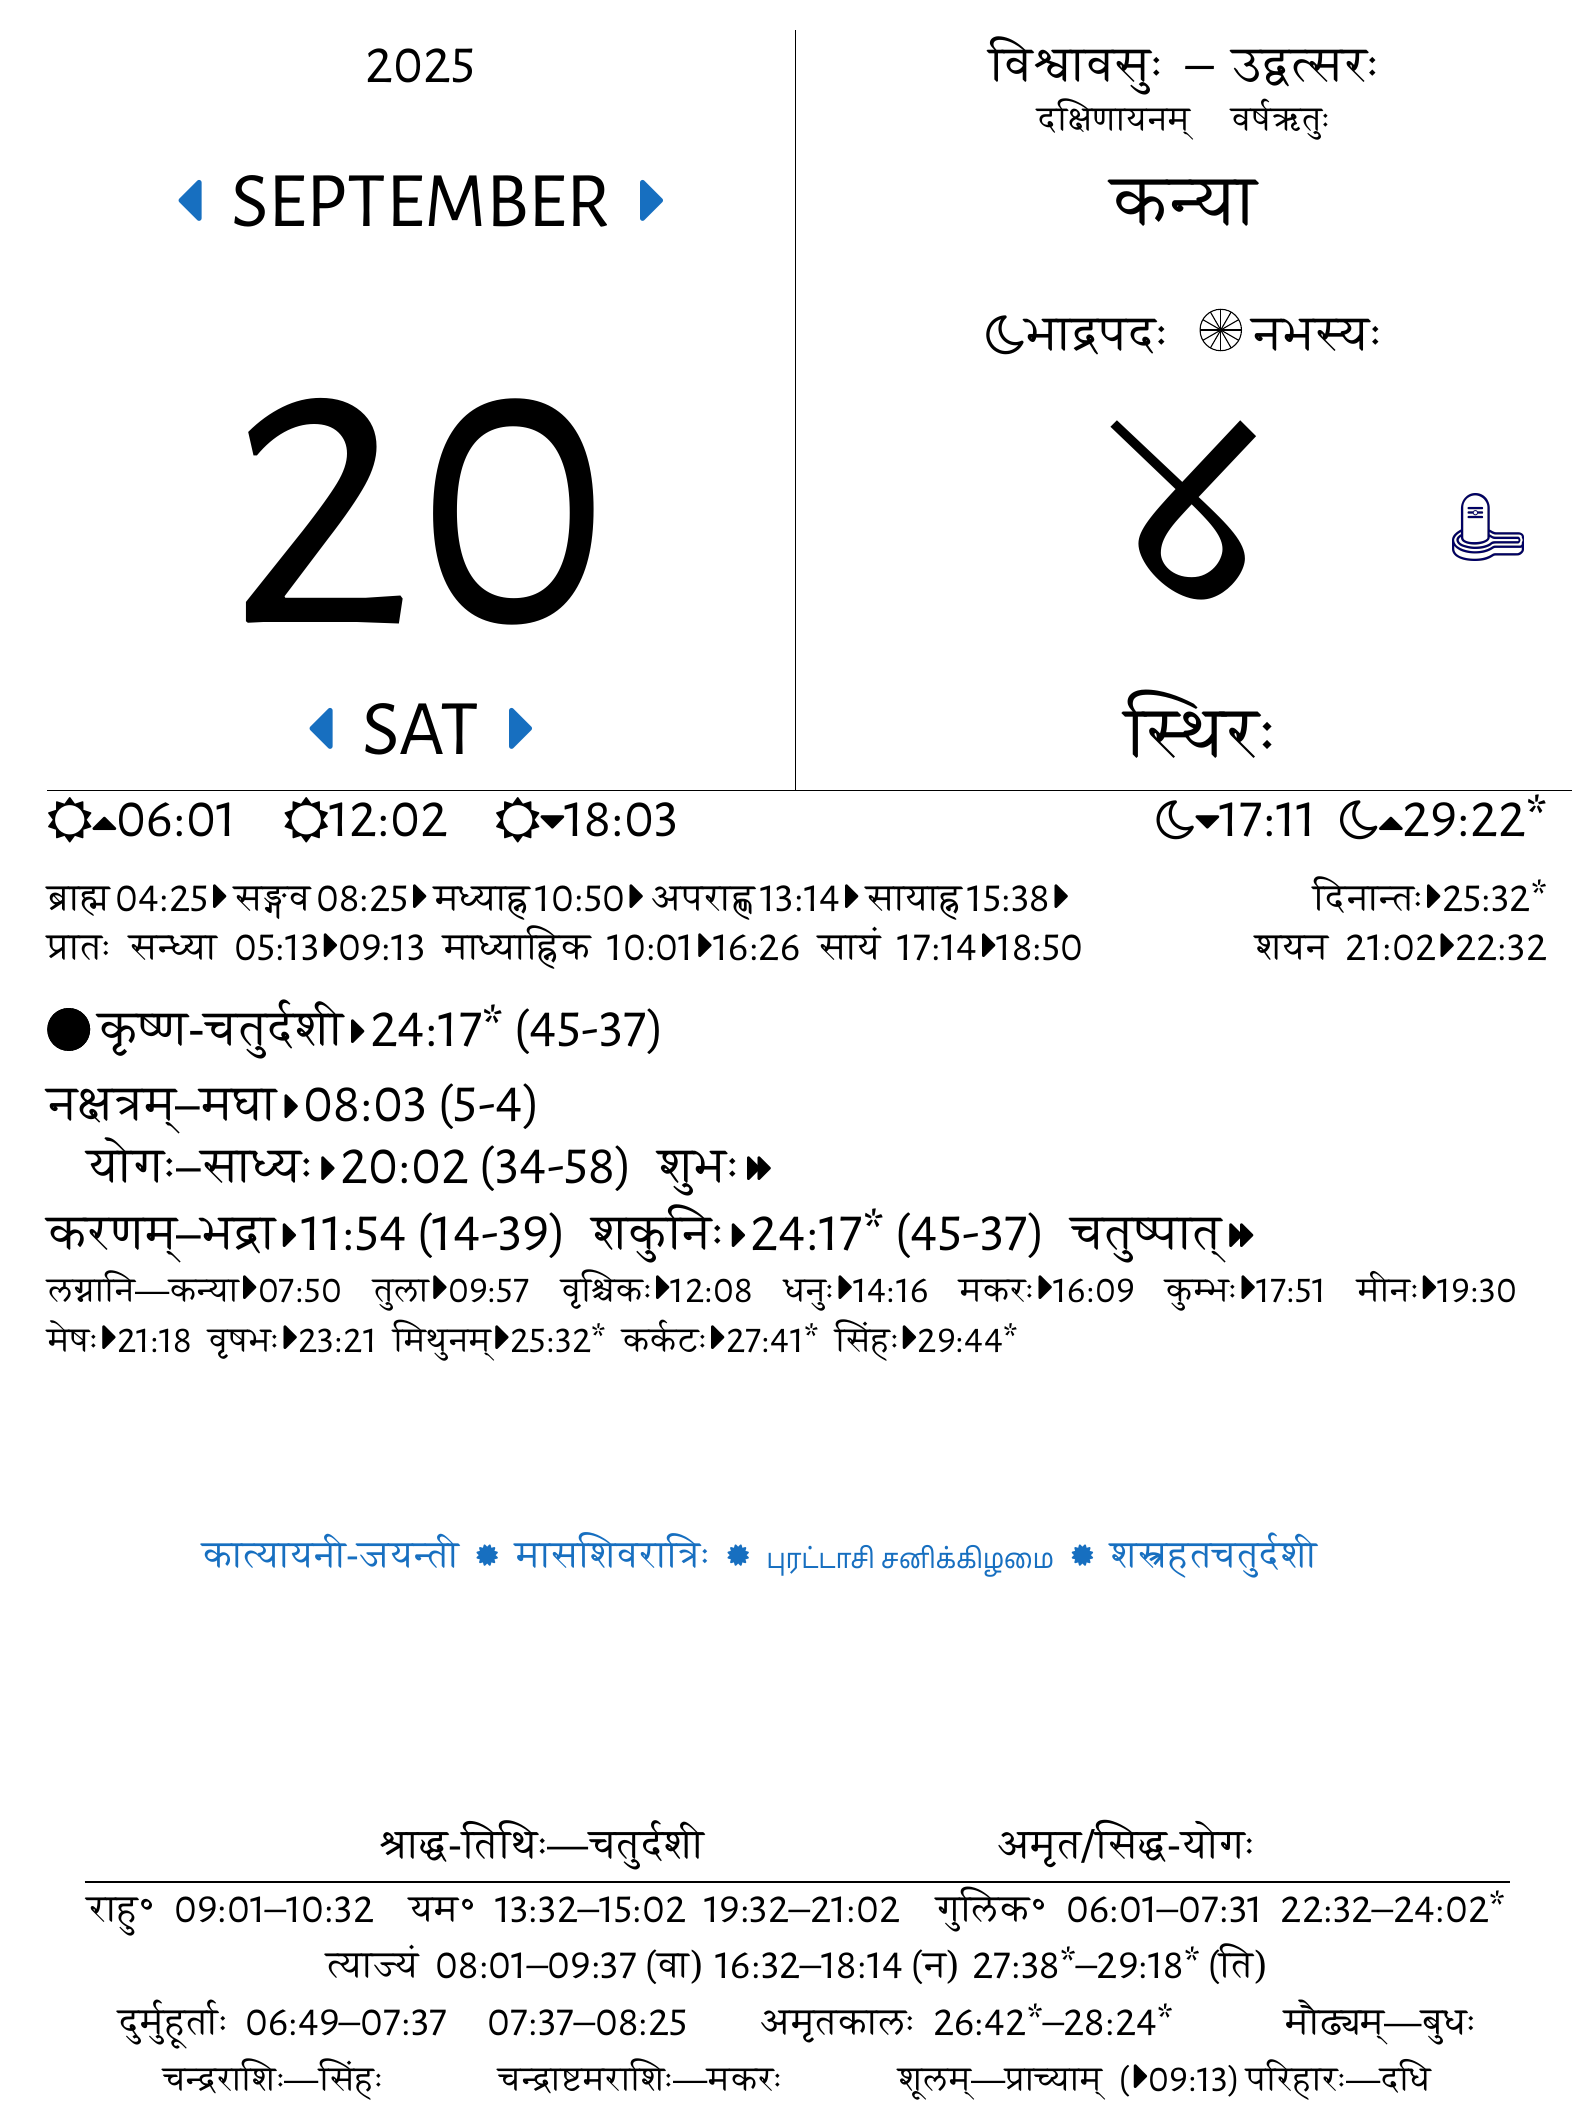 2025
SEPTEMBER
20
SAT
विश्वावसुः – उद्वत्सरः
दक्षिणायनम् वर्षऋतुः
कन्या
भाद्रपदः नभस्यः
४
स्थिरः
06:01 12:02 18:03 17:11 29:22*
ब्राह्म 04:25 सङ्गव 08:25 मध्याह्न 10:50 अपराह्ण 13:14 सायाह्न 15:38 दिनान्तः 25:32*
प्रातः सन्ध्या 05:13 09:13 माध्याह्निक 10:01 16:26 सायं 17:14 18:50 शयन 21:02 22:32
कृष्ण-चतुर्दशी 24:17* (45-37)
नक्षत्रम्–मघा 08:03 (5-4)
योगः–साध्यः 20:02 (34-58) शुभः
करणम्–भद्रा 11:54 (14-39) शकुनिः 24:17* (45-37) चतुष्पात्
लग्नानि—कन्या 07:50 तुला 09:57 वृश्चिकः 12:08 धनुः 14:16 मकरः 16:09 कुम्भः 17:51 मीनः 19:30
मेषः 21:18 वृषभः 23:21 मिथुनम् 25:32* कर्कटः 27:41* सिंहः 29:44*
कात्यायनी-जयन्ती ✹ मासशिवरात्रिः ✹ புரட்டாசி சனிக்கிழமை ✹ शस्त्रहतचतुर्दशी
श्राद्ध-तिथिः—चतुर्दशी अमृत/सिद्ध-योगः
राहु॰ 09:01–10:32 यम॰ 13:32–15:02 19:32–21:02 गुलिक॰ 06:01–07:31 22:32–24:02*
त्याज्यं 08:01–09:37 (वा) 16:32–18:14 (न) 27:38*–29:18* (ति)
दुर्मुहूर्ताः 06:49–07:37 07:37–08:25 अमृतकालः 26:42*–28:24* मौढ्यम्—बुधः
चन्द्रराशिः—सिंहः चन्द्राष्टमराशिः—मकरः शूलम्—प्राच्याम् (09:13) परिहारः—दधि